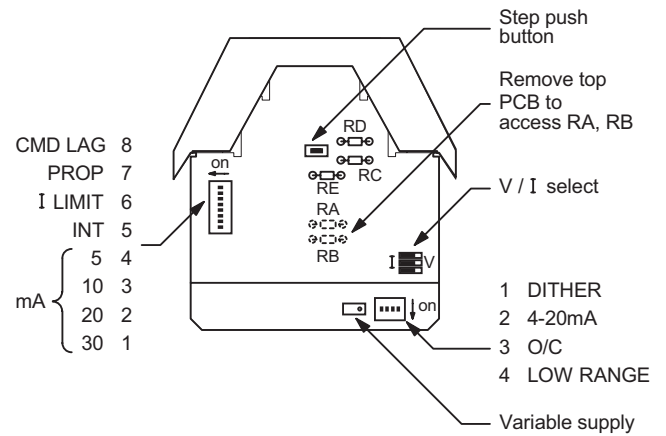 Step push
button
Remove top
PCB to
access RA, RB
RD
RC
RE
RA
RB
CMD LAG 8
PROP 7
I LIMIT 6
INT 5
5 4
10 3
20 2
30 1
mA
on
V / I select
I V
on
1 DITHER
2 4-20mA
3 O/C
4 LOW RANGE
Variable supply